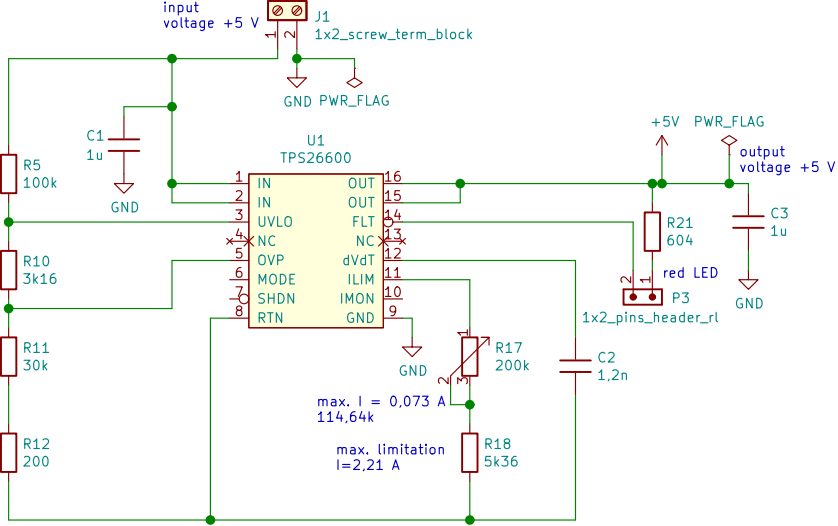 input
voltage +5 V
J1
1x2_screw_term_block
1
2
GND
PWR_FLAG
C1
1u
GND
U1
TPS26600
+5V
PWR_FLAG
output
voltage +5 V
R5
100k
1 IN OUT 16
2 IN OUT 15
3 UVLO FLT 14
4 NC NC 13
5 OVP dVdT 12
6 MODE ILIM 11
7 SHDN IMON 10
8 RTN GND 9
R21
604
C3
1u
R10
3k16
red LED
2
1
P3
1x2_pins_header_rl
GND
GND
R11
30k
1
R17
200k
2
3
C2
1,2n
max. I = 0,073 A
114,64k
R12
200
max. limitation
I=2,21 A
R18
5k36